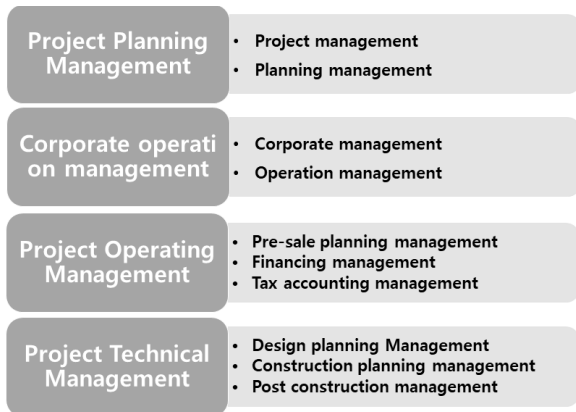 Project Planning
Management
• Project management
• Planning management
Corporate operati
on management
• Corporate management
• Operation management
Project Operating
Management
• Pre-sale planning management
• Financing management
• Tax accounting management
Project Technical
Management
• Design planning Management
• Construction planning management
• Post construction management